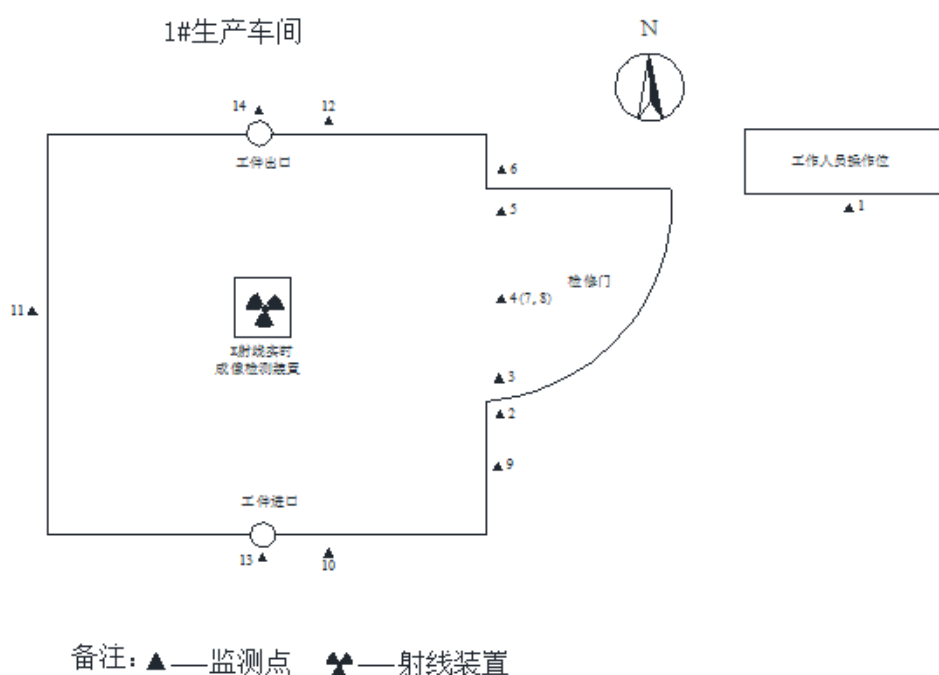 1#生产车间
N
14
12
工件出口
6
工作人员操作位
5
1
检修门
4(7, 8)
11
X射线实时
成像检测装置
3
2
9
工件进口
13
10
备注：▲——监测点 ☢——射线装置